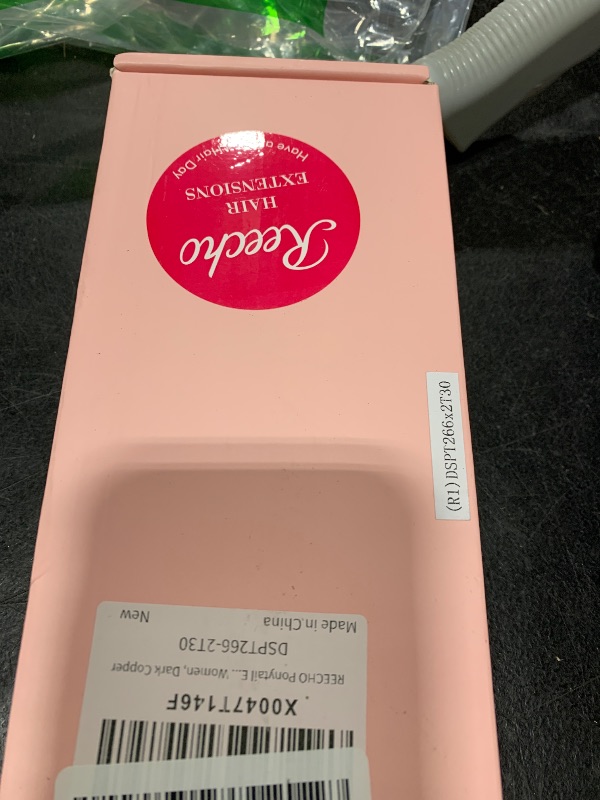 Reecho
HAIR
EXTENSIONS
Have a Hair Day
(R1)DSPT266x2T30
X0047T146F
REECHO Ponytail E... Women, Dark Copper
DSPT266-2T30
Made in China
New